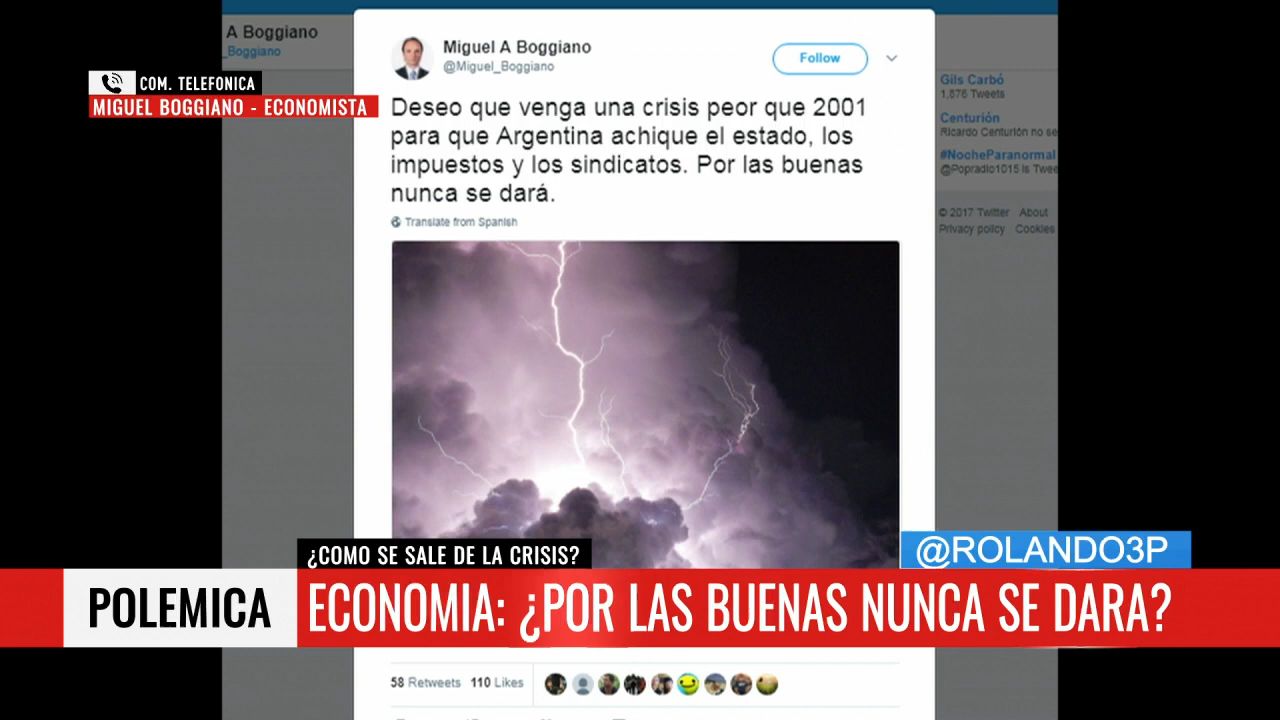 A Boggiano
_Boggiano
COM. TELEFONICA
MIGUEL BOGGIANO - ECONOMISTA
Miguel A Boggiano
@Miguel_Boggiano
Follow
Deseo que venga una crisis peor que 2001
para que Argentina achique el estado, los
impuestos y los sindicatos. Por las buenas
nunca se dará.
Translate from Spanish
Gils Carbó
1,876 Tweets
Centurión
Ricardo Centurión no se
#NocheParanormal
@Popradio1015 is Twee
© 2017 Twitter About
Privacy policy Cookies
@ROLANDO3P
¿COMO SE SALE DE LA CRISIS?
POLEMICA
ECONOMIA: ¿POR LAS BUENAS NUNCA SE DARA?
58 Retweets 110 Likes